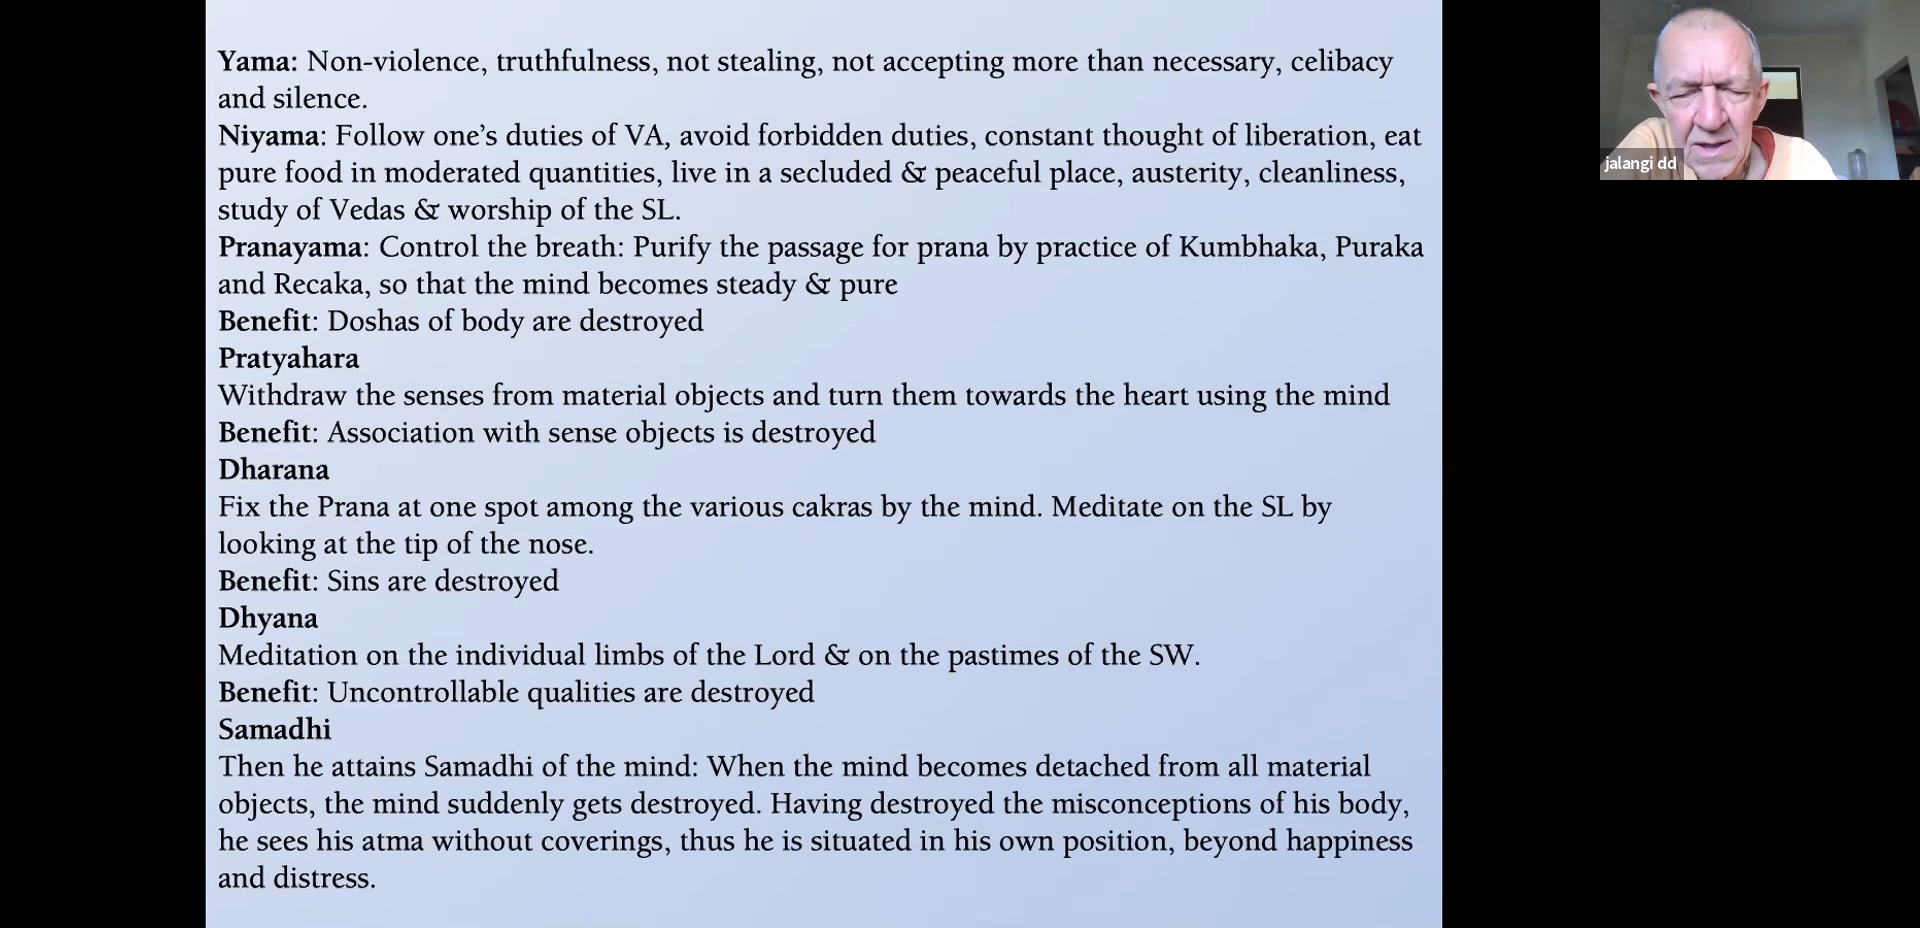 Yama: Non-violence, truthfulness, not stealing, not accepting more than necessary, celibacy
and silence.
Niyama: Follow one’s duties of VA, avoid forbidden duties, constant thought of liberation, eat
pure food in moderated quantities, live in a secluded & peaceful place, austerity, cleanliness,
study of Vedas & worship of the SL.
Pranayama: Control the breath: Purify the passage for prana by practice of Kumbhaka, Puraka
and Recaka, so that the mind becomes steady & pure
Benefit: Doshas of body are destroyed
Pratyahara
Withdraw the senses from material objects and turn them towards the heart using the mind
Benefit: Association with sense objects is destroyed
Dharana
Fix the Prana at one spot among the various cakras by the mind. Meditate on the SL by
looking at the tip of the nose.
Benefit: Sins are destroyed
Dhyana
Meditation on the individual limbs of the Lord & on the pastimes of the SW.
Benefit: Uncontrollable qualities are destroyed
Samadhi
Then he attains Samadhi of the mind: When the mind becomes detached from all material
objects, the mind suddenly gets destroyed. Having destroyed the misconceptions of his body,
he sees his atma without coverings, thus he is situated in his own position, beyond happiness
and distress.
jalangi dd